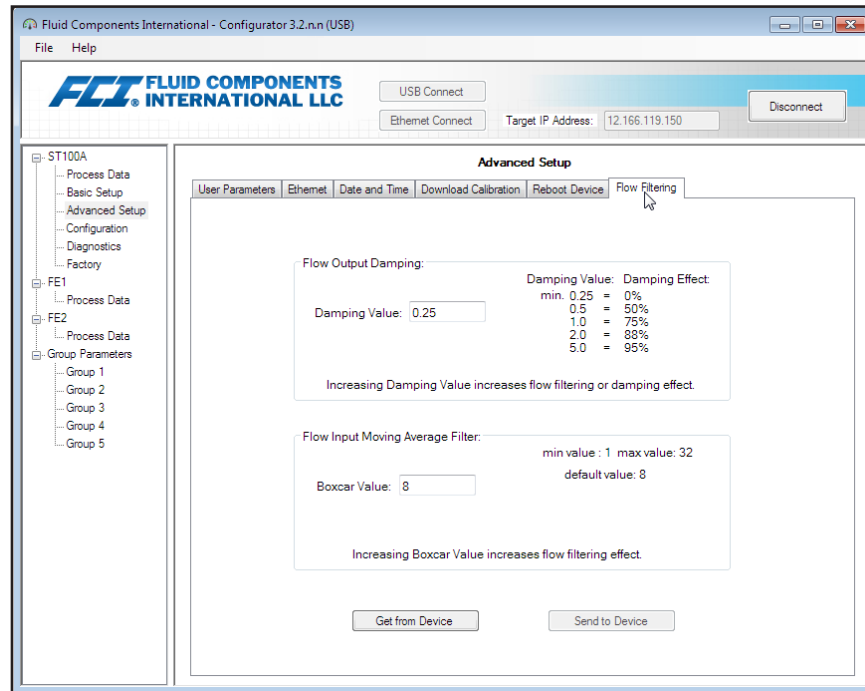 Fluid Components International - Configurator 3.2.n.n (USB)
File Help
FCI. FLUID COMPONENTS
® INTERNATIONAL LLC
USB Connect
Ethernet Connect
Target IP Address: 12.166.119.150
Disconnect
ST100A
Process Data
Basic Setup
Advanced Setup
Configuration
Diagnostics
Factory
FE1
Process Data
FE2
Process Data
Group Parameters
Group 1
Group 2
Group 3
Group 4
Group 5
Advanced Setup
User Parameters Ethernet Date and Time Download Calibration Reboot Device Flow Filtering
Flow Output Damping:
Damping Value: 0.25
Damping Value: Damping Effect:
min. 0.25 = 0%
0.5 = 50%
1.0 = 75%
2.0 = 88%
5.0 = 95%
Increasing Damping Value increases flow filtering or damping effect.
Flow Input Moving Average Filter:
min value : 1 max value: 32
default value: 8
Boxcar Value: 8
Increasing Boxcar Value increases flow filtering effect.
Get from Device Send to Device